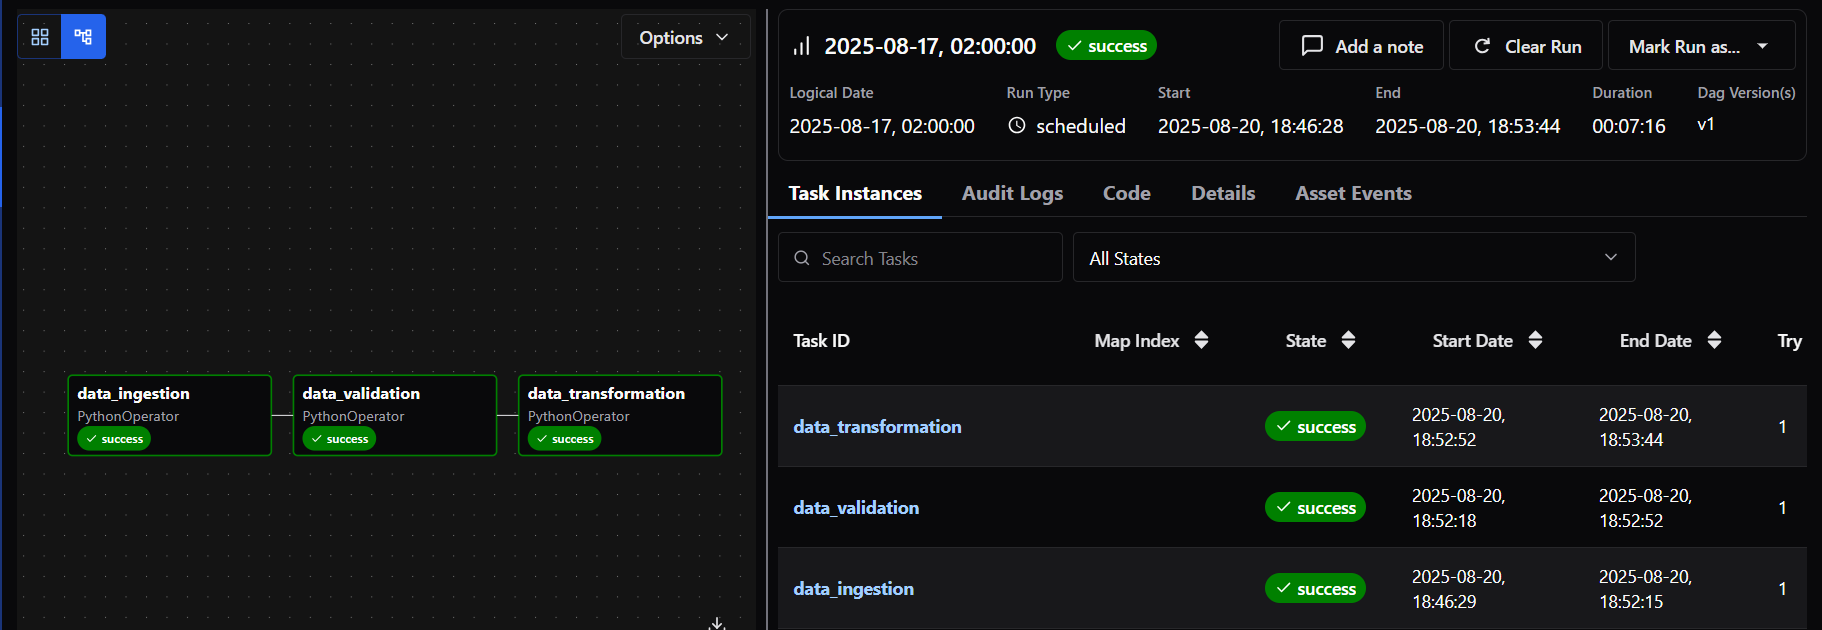 Options
data_ingestion
PythonOperator
success
data_validation
PythonOperator
success
data_transformation
PythonOperator
success
2025-08-17, 02:00:00
success
Add a note
Clear Run
Mark Run as...
Logical Date
Run Type
Start
End
Duration
Dag Version(s)
2025-08-17, 02:00:00
scheduled
2025-08-20, 18:46:28
2025-08-20, 18:53:44
00:07:16
v1
Task Instances
Audit Logs
Code
Details
Asset Events
Search Tasks
All States
Task ID
Map Index
State
Start Date
End Date
Try
data_transformation
success
2025-08-20,
18:52:52
2025-08-20,
18:53:44
1
data_validation
success
2025-08-20,
18:52:18
2025-08-20,
18:52:52
1
data_ingestion
success
2025-08-20,
18:46:29
2025-08-20,
18:52:15
1